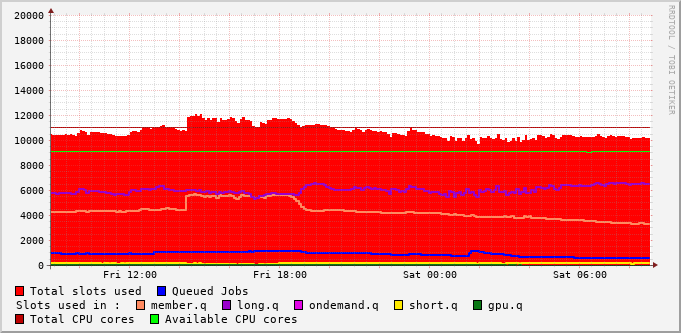 RRDTOOL / TOBI OETIKER
20000
18000
16000
14000
12000
10000
8000
6000
4000
2000
0
Fri 12:00 Fri 18:00 Sat 00:00 Sat 06:00
Total slots used Queued Jobs
Slots used in : member.q long.q ondemand.q short.q gpu.q
Total CPU cores Available CPU cores